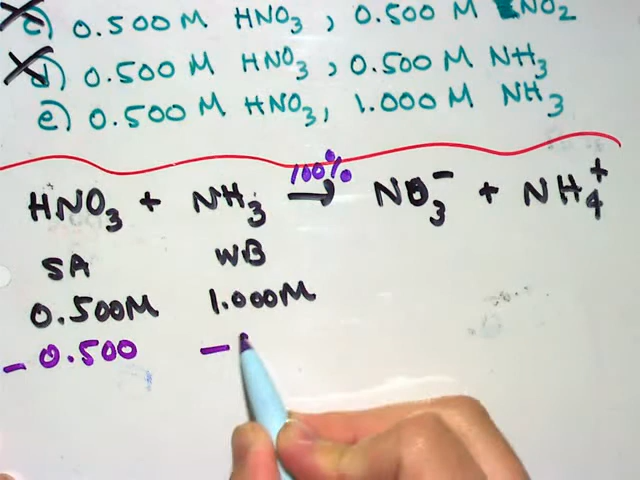 c) 0.500 M HNO3, 0.500 M KNO2
d) 0.500 M HNO3, 0.500 M NH3
e) 0.500 M HNO3, 1.000 M NH3
100%
HNO3 + NH3 → NO3⁻ + NH4⁺
SA WB
0.500M 1.000M
- 0.500 -